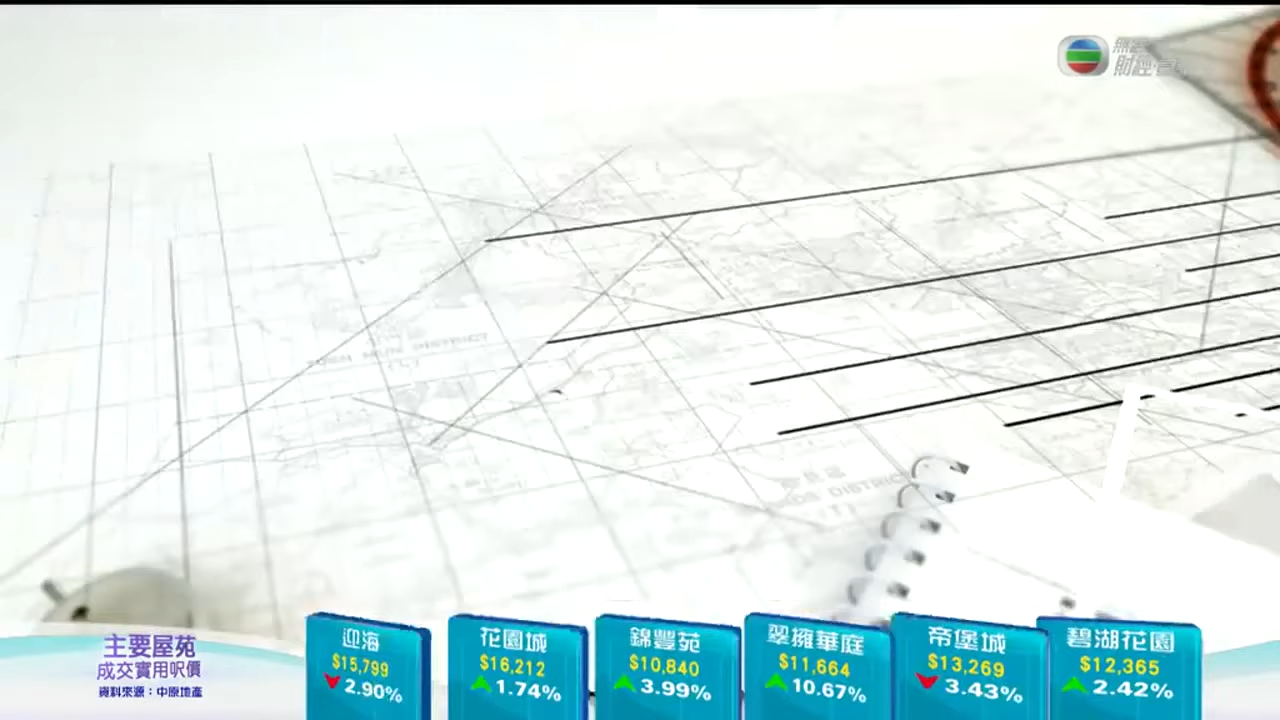 財經
DISTRICT
主要屋苑
成交實用呎價
資料來源：中原地產
迎海
$15,799
2.90%
花園城
$16,212
1.74%
錦豐苑
$10,840
3.99%
翠擁華庭
$11,664
10.67%
帝堡城
$13,269
3.43%
碧湖花園
$12,365
2.42%